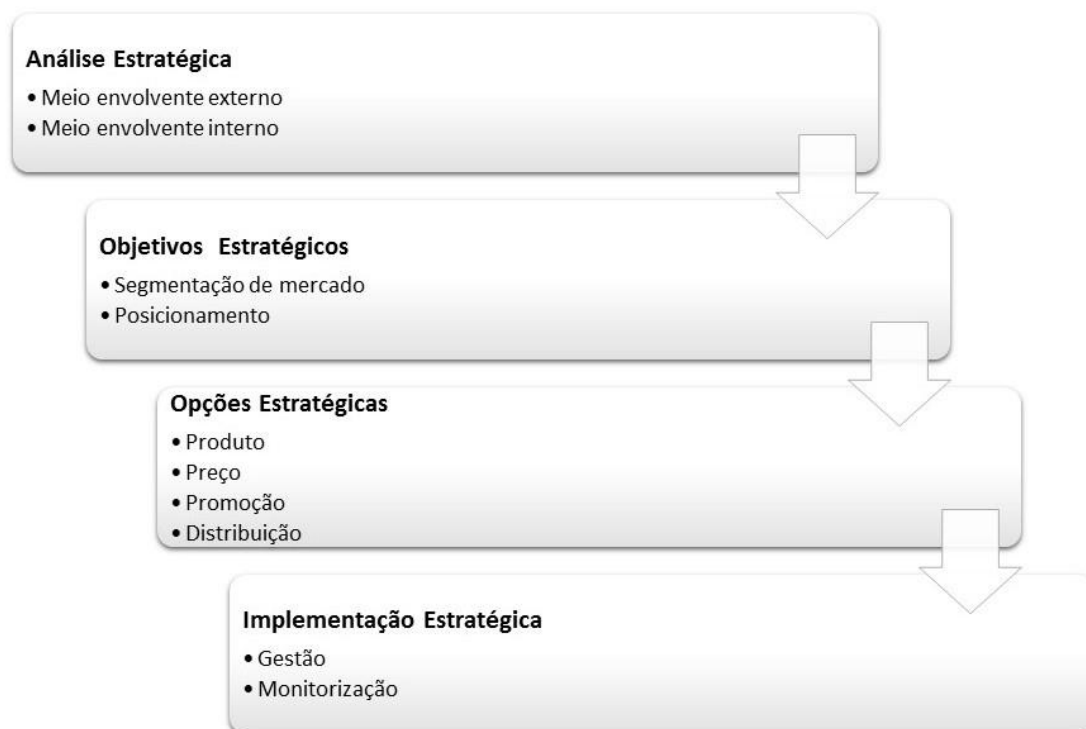 Análise Estratégica
• Meio envolvente externo
• Meio envolvente interno
Objetivos Estratégicos
• Segmentação de mercado
• Posicionamento
Opções Estratégicas
• Produto
• Preço
• Promoção
• Distribuição
Implementação Estratégica
• Gestão
• Monitorização